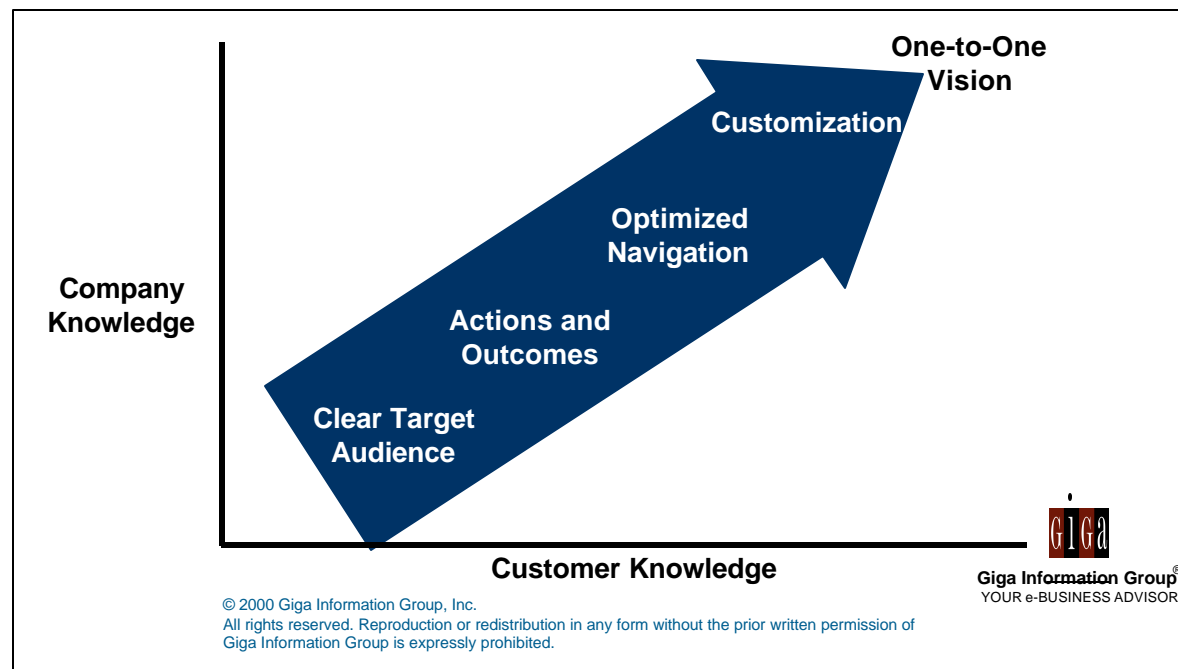 One-to-One
Vision
Customization
Optimized
Navigation
Company
Knowledge
Actions and
Outcomes
Clear Target
Audience
Customer Knowledge
GiGa
Giga Information Group®
YOUR e-BUSINESS ADVISOR
© 2000 Giga Information Group, Inc.
All rights reserved. Reproduction or redistribution in any form without the prior written permission of
Giga Information Group is expressly prohibited.